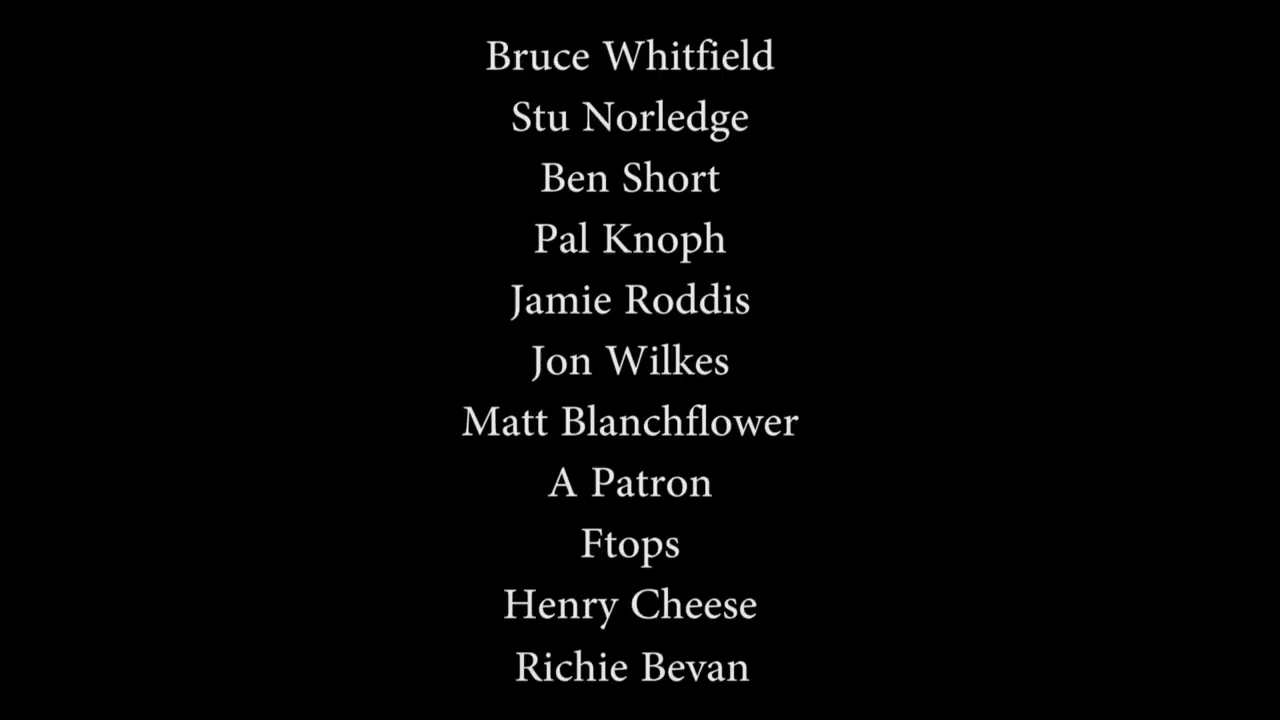 Bruce Whitfield
Stu Norledge
Ben Short
Pal Knoph
Jamie Roddis
Jon Wilkes
Matt Blanchflower
A Patron
Ftops
Henry Cheese
Richie Bevan